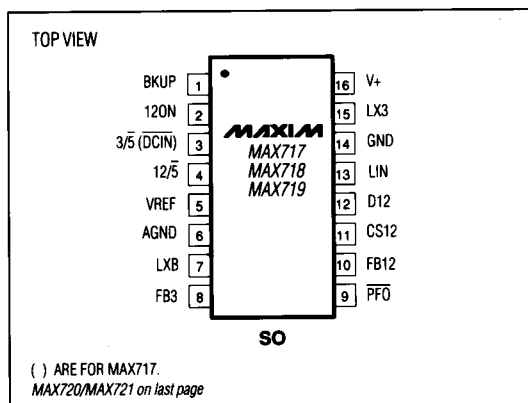 TOP VIEW
BKUP 1
12ON 2
3/5̅ (D̅C̅I̅N̅) 3
12/5̅ 4
VREF 5
AGND 6
LXB 7
FB3 8
MAXIM
MAX717
MAX718
MAX719
16 V+
15 LX3
14 GND
13 LIN
12 D12
11 CS12
10 FB12
9 P̅F̅O̅
SO
( ) ARE FOR MAX717.
MAX720/MAX721 on last page